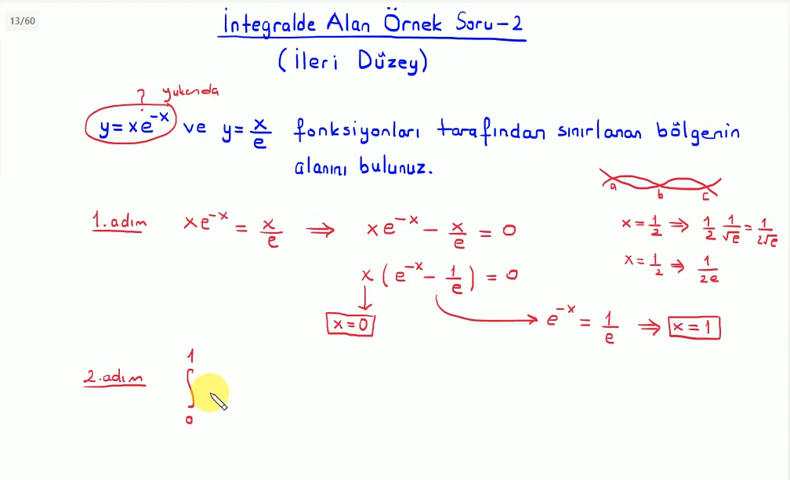 13/60
İntegralde Alan Örnek Soru-2
(İleri Düzey)
? yukarıda
y=xe^-x ve y=x/e fonksiyonları tarafından sınırlanan bölgenin
alanını bulunuz.
a b c
1.adım xe^-x = x/e ⇒ xe^-x - x/e = 0
x=1/2 ⇒ 1/2 1/√e = 1/2√e
x(e^-x - 1/e) = 0
x=1/2 ⇒ 1/2e
x=0
e^-x = 1/e ⇒ x=1
2.adım ∫ 1 0